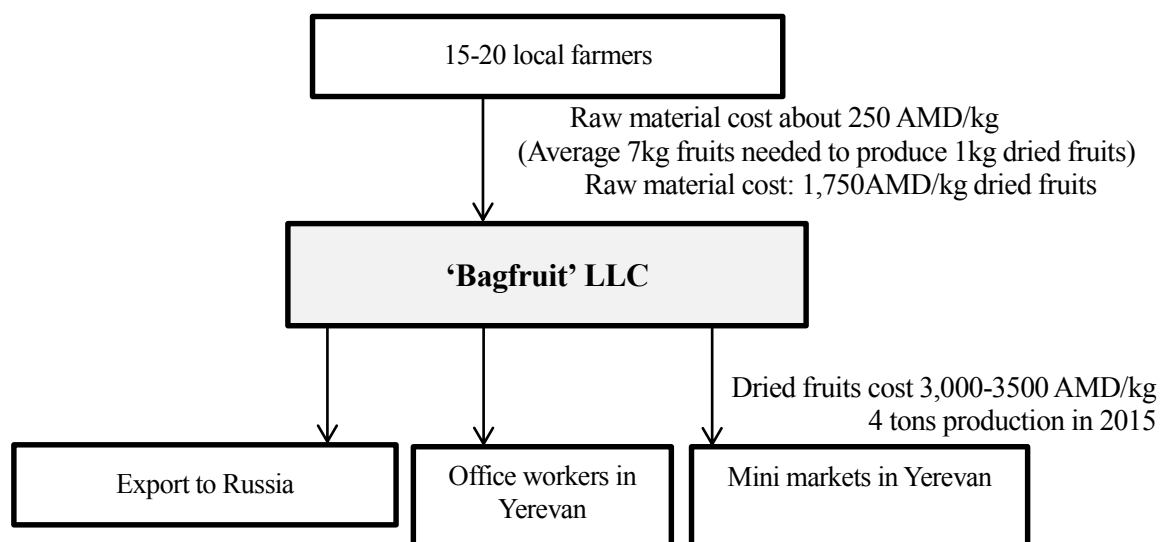 15-20 local farmers
Raw material cost about 250 AMD/kg
(Average 7kg fruits needed to produce 1kg dried fruits)
Raw material cost: 1,750AMD/kg dried fruits
‘Bagfruit’ LLC
Dried fruits cost 3,000-3500 AMD/kg
4 tons production in 2015
Export to Russia
Office workers in
Yerevan
Mini markets in Yerevan